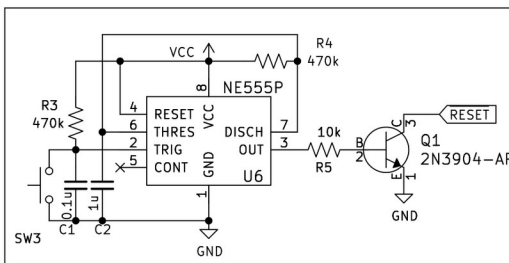 VCC
R4
470k
NE555P
R3
470k
8
VCC
4
RESET
6
THRES
2
TRIG
5
CONT
DISCH
7
OUT
3
GND
1
U6
10k
R5
B
2
C
3
E
1
RESET
Q1
2N3904-AP
GND
0.1u
1u
C1
C2
SW3
GND